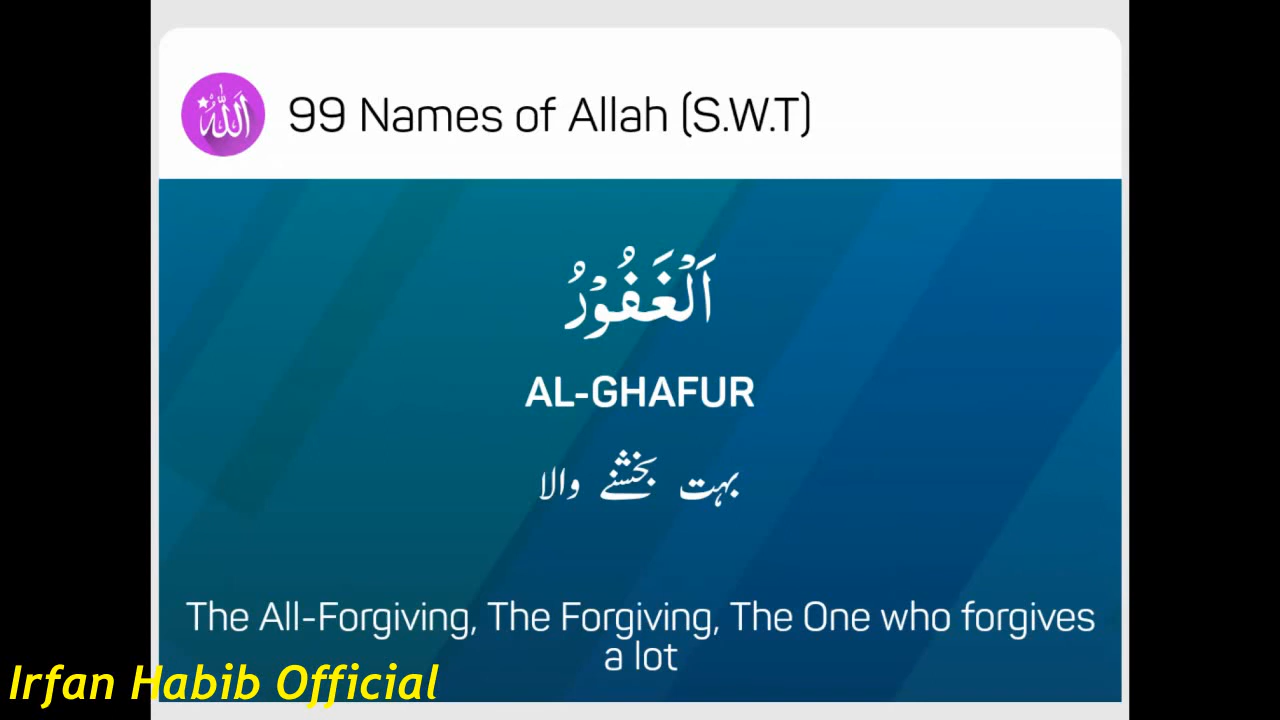 الله
99 Names of Allah (S.W.T)
اَلْغَفُوْرُ
AL-GHAFUR
بہت بخشنے والا
The All-Forgiving, The Forgiving, The One who forgives
a lot
Irfan Habib Official